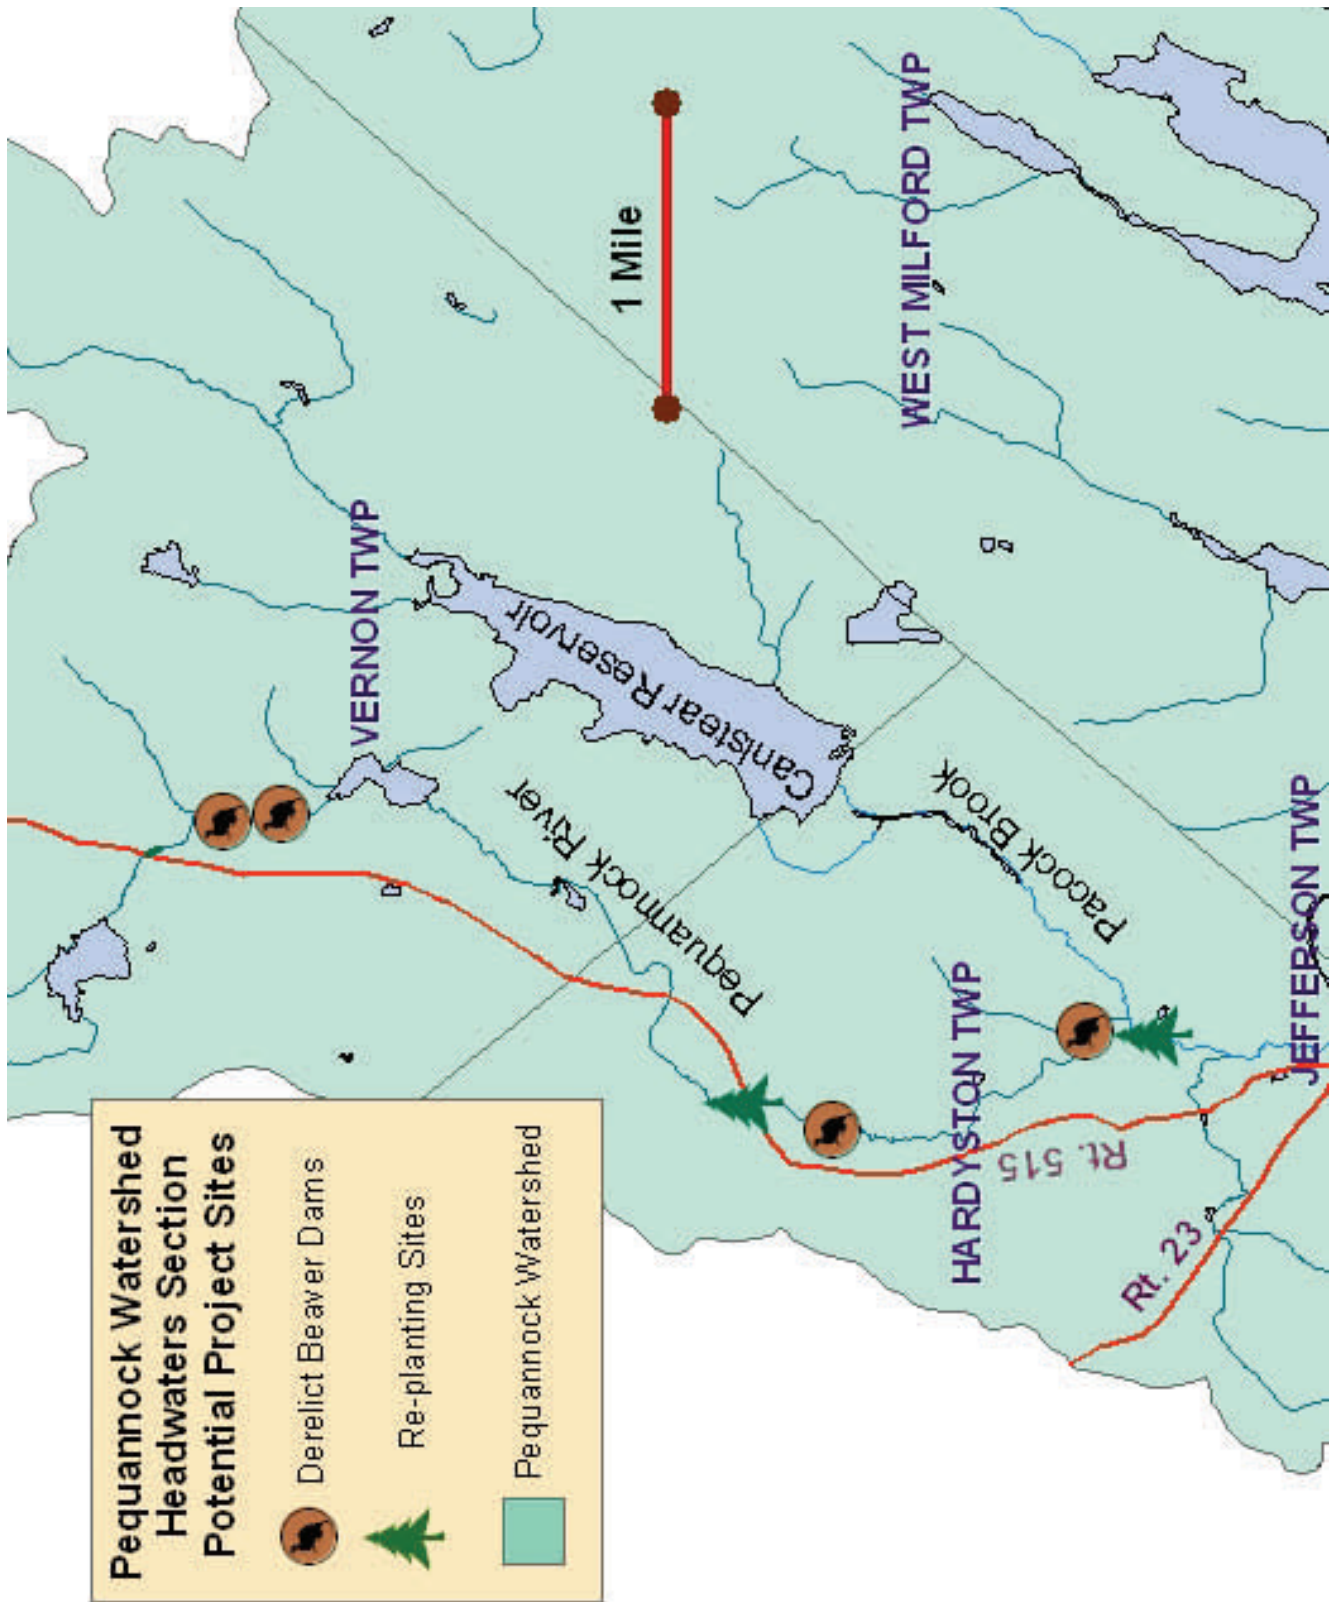 Pequannock Watershed
Headwaters Section
Potential Project Sites
Derelict Beaver Dams
Re-planting Sites
Pequannock Watershed
VERNON TWP
Canistear Reservoir
Pequannock River
Pacock Brook
1 Mile
WEST MILFORD TWP
HARDYSTON TWP
Rt. 515
Rt. 23
JEFFERSON TWP